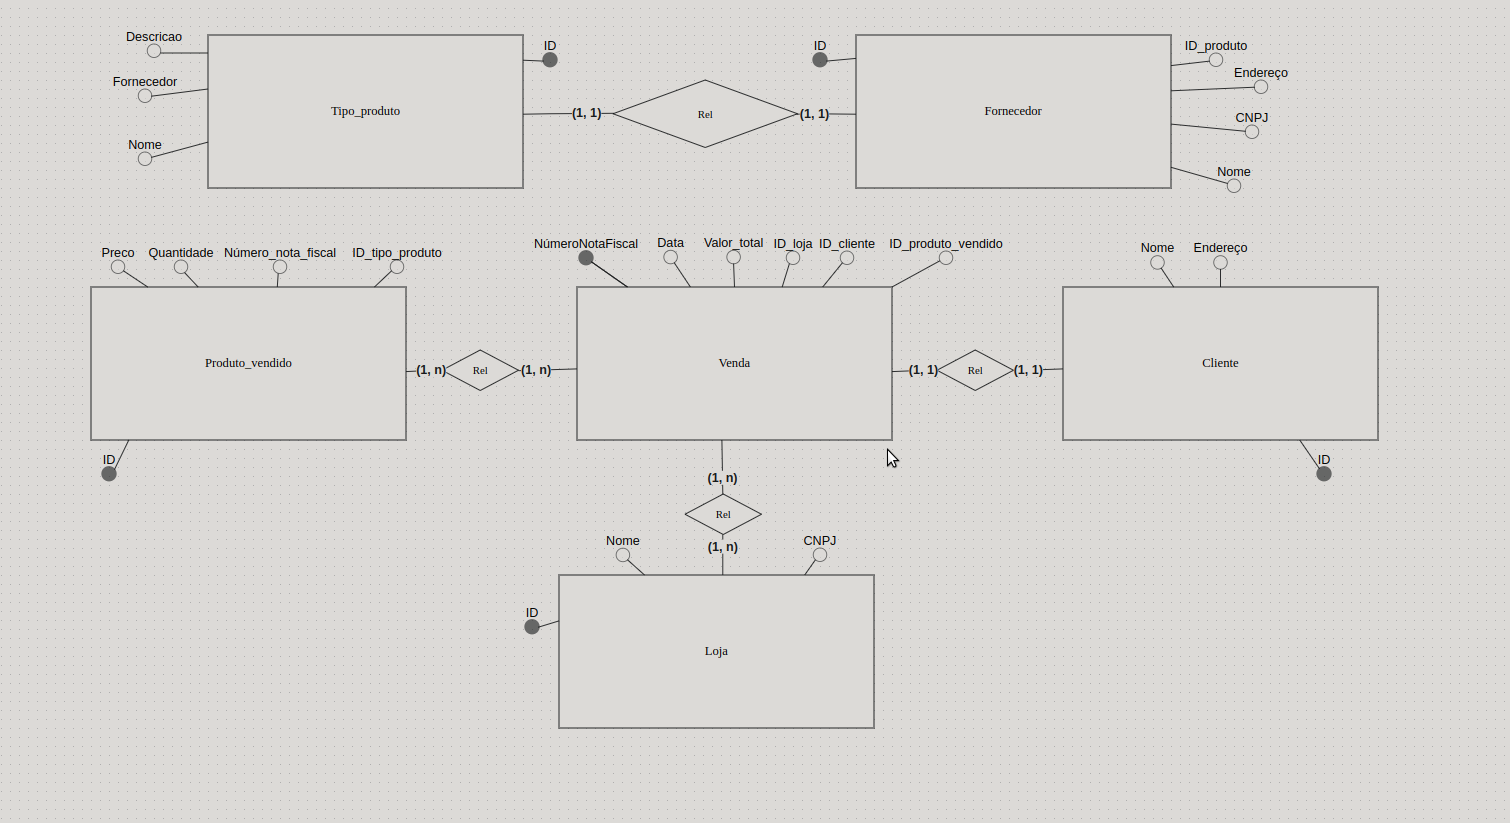 Descricao
Fornecedor
Nome
Tipo_produto
ID
(1, 1)
Rel
(1, 1)
ID
Fornecedor
ID_produto
Endereço
CNPJ
Nome
Preco
Quantidade
Número_nota_fiscal
ID_tipo_produto
Produto_vendido
ID
(1, n)
Rel
(1, n)
NúmeroNotaFiscal
Data
Valor_total
ID_loja
ID_cliente
ID_produto_vendido
Venda
(1, 1)
Rel
(1, 1)
Nome
Endereço
Cliente
ID
(1, n)
Rel
(1, n)
Nome
CNPJ
ID
Loja